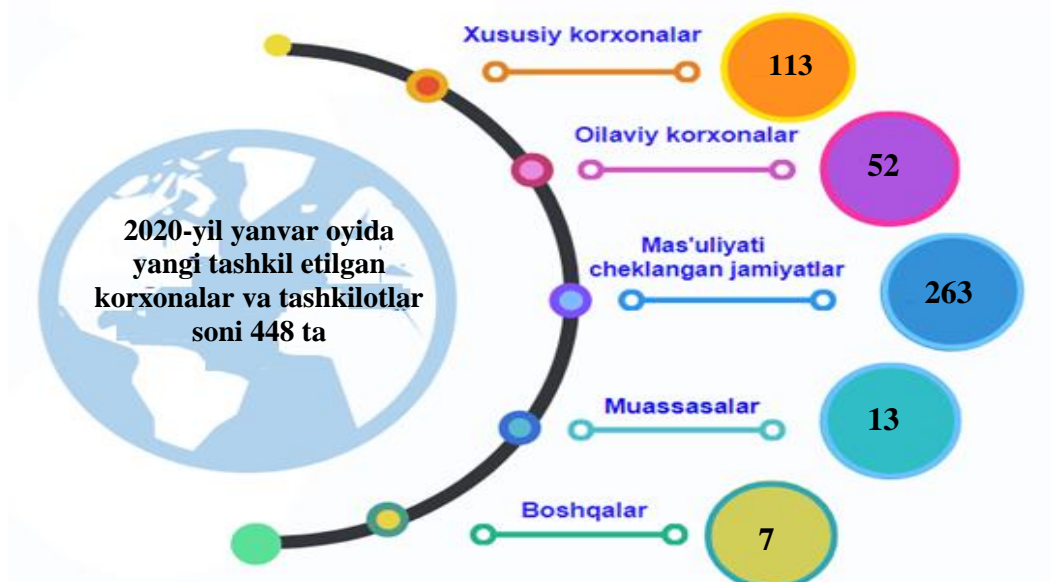 Xususiy korxonalar
113
Oilaviy korxonalar
52
2020-yil yanvar oyida
yangi tashkil etilgan
korxonalar va tashkilotlar
soni 448 ta
Mas'uliyati
cheklangan jamiyatlar
263
Muassasalar
13
Boshqalar
7